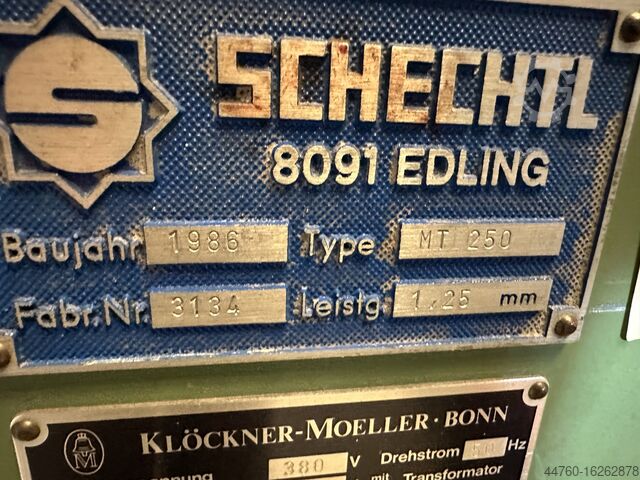 S
SCHECHTL
8091 EDLING
Baujahr 1986 Type MT 250
Fabr.Nr. 3134 Leistg. 1,25 mm
M
KLÖCKNER-MOELLER · BONN
380 V Drehstrom 50 Hz
mit Transformator
44760-16262878